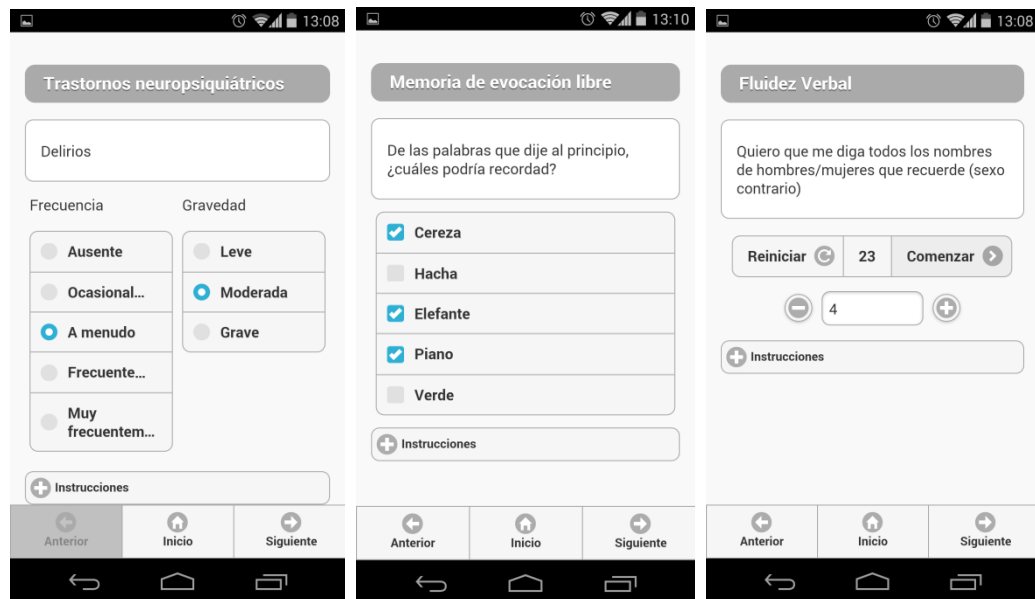 13:08
Trastornos neuropsiquiátricos
Delirios
Frecuencia
Gravedad
Ausente
Ocasional...
A menudo
Frecuente...
Muy
frecuentem...
Leve
Moderada
Grave
Instrucciones
Anterior
Inicio
Siguiente
13:10
Memoria de evocación libre
De las palabras que dije al principio,
¿cuáles podría recordad?
Cereza
Hacha
Elefante
Piano
Verde
Instrucciones
Anterior
Inicio
Siguiente
13:08
Fluidez Verbal
Quiero que me diga todos los nombres
de hombres/mujeres que recuerde (sexo
contrario)
Reiniciar 23 Comenzar
4
Instrucciones
Anterior
Inicio
Siguiente